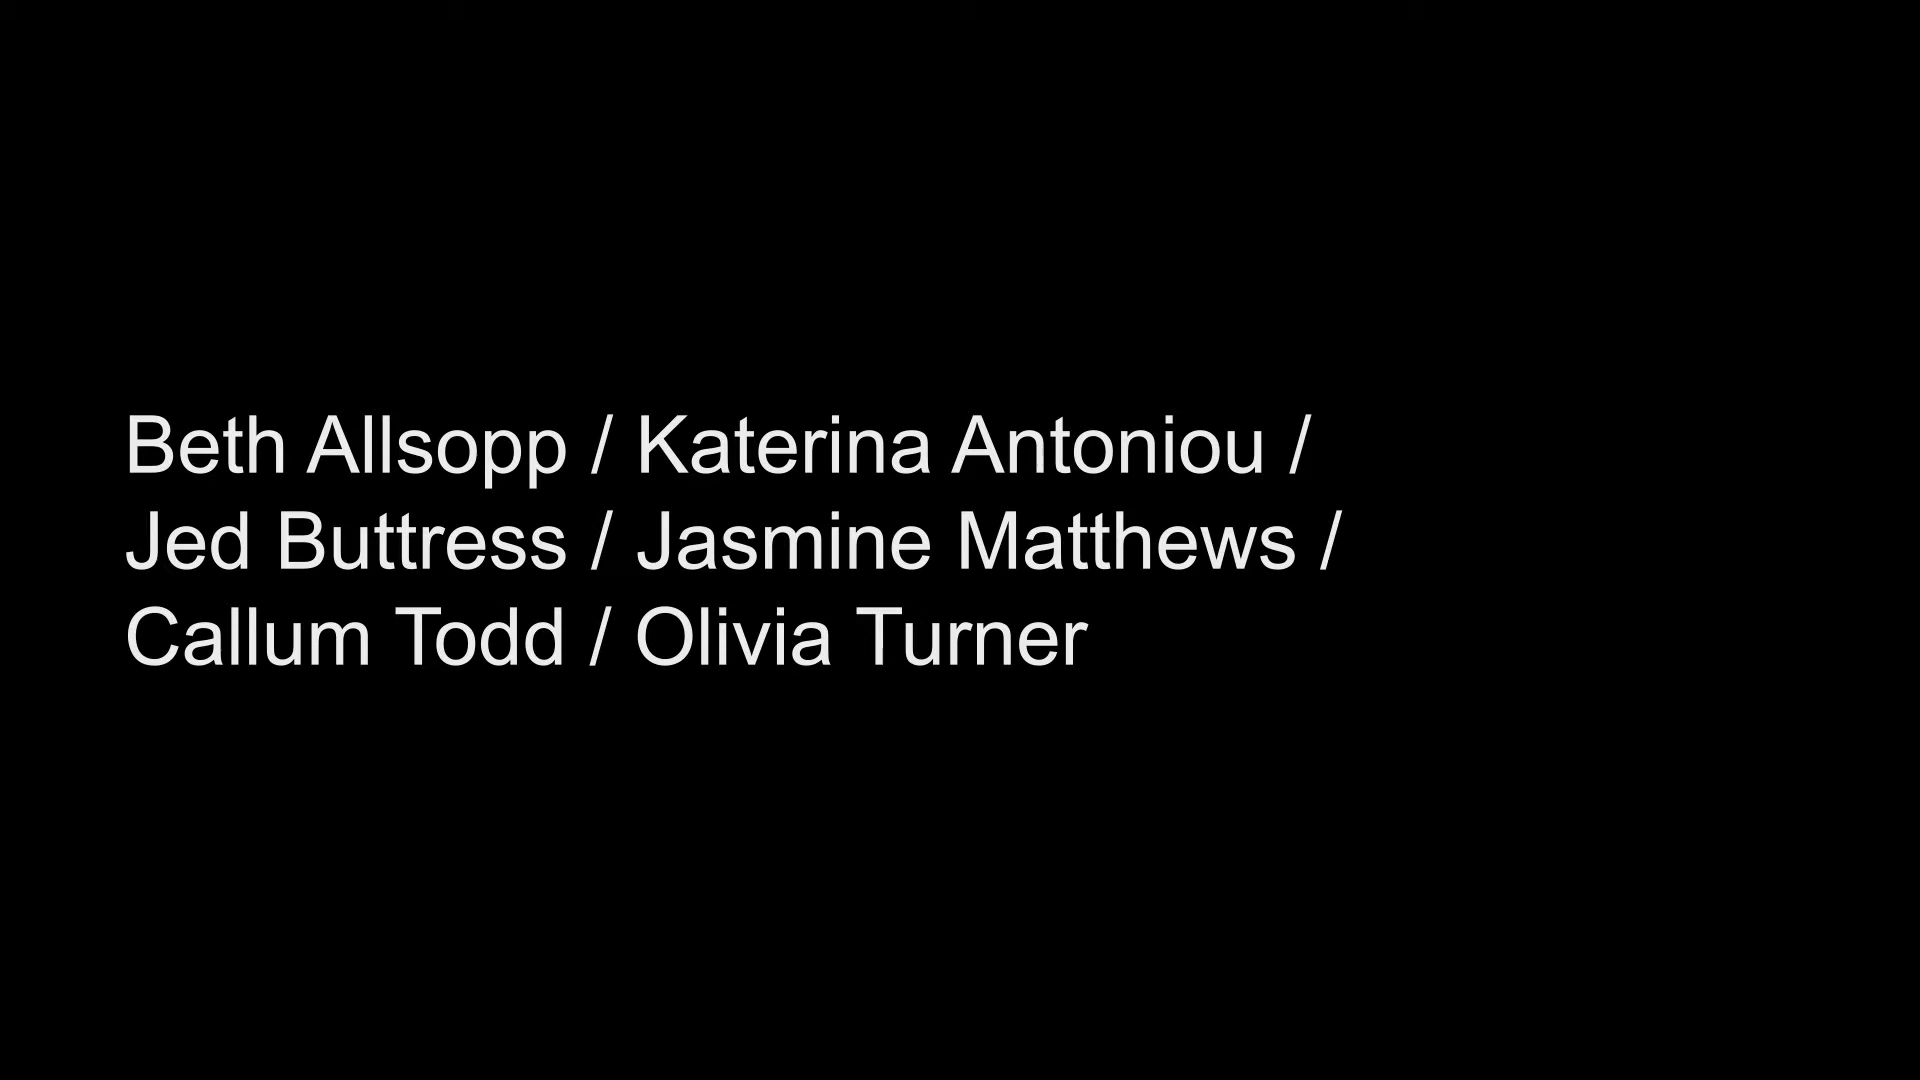 Beth Allsopp / Katerina Antoniou /
Jed Buttress / Jasmine Matthews /
Callum Todd / Olivia Turner